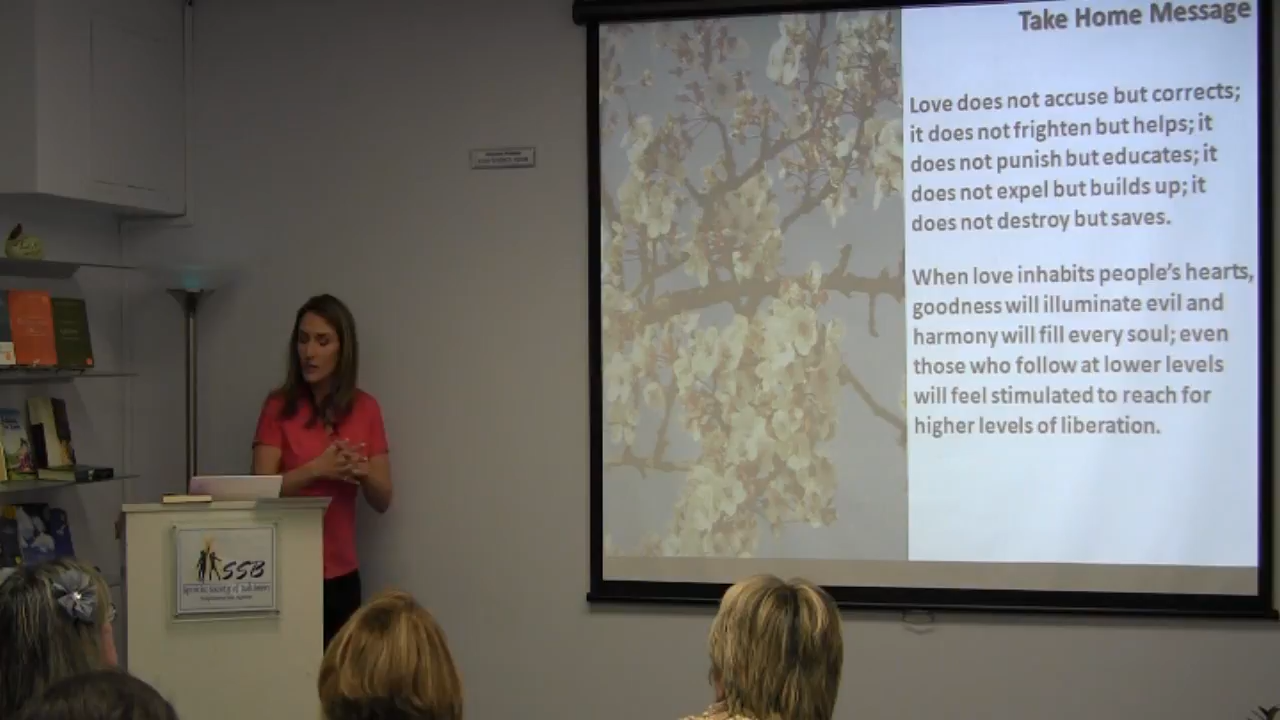 Take Home Message
Love does not accuse but corrects;
it does not frighten but helps; it
does not punish but educates; it
does not expel but builds up; it
does not destroy but saves.
When love inhabits people's hearts,
goodness will illuminate evil and
harmony will fill every soul; even
those who follow at lower levels
will feel stimulated to reach for
higher levels of liberation.
SSB
Society of